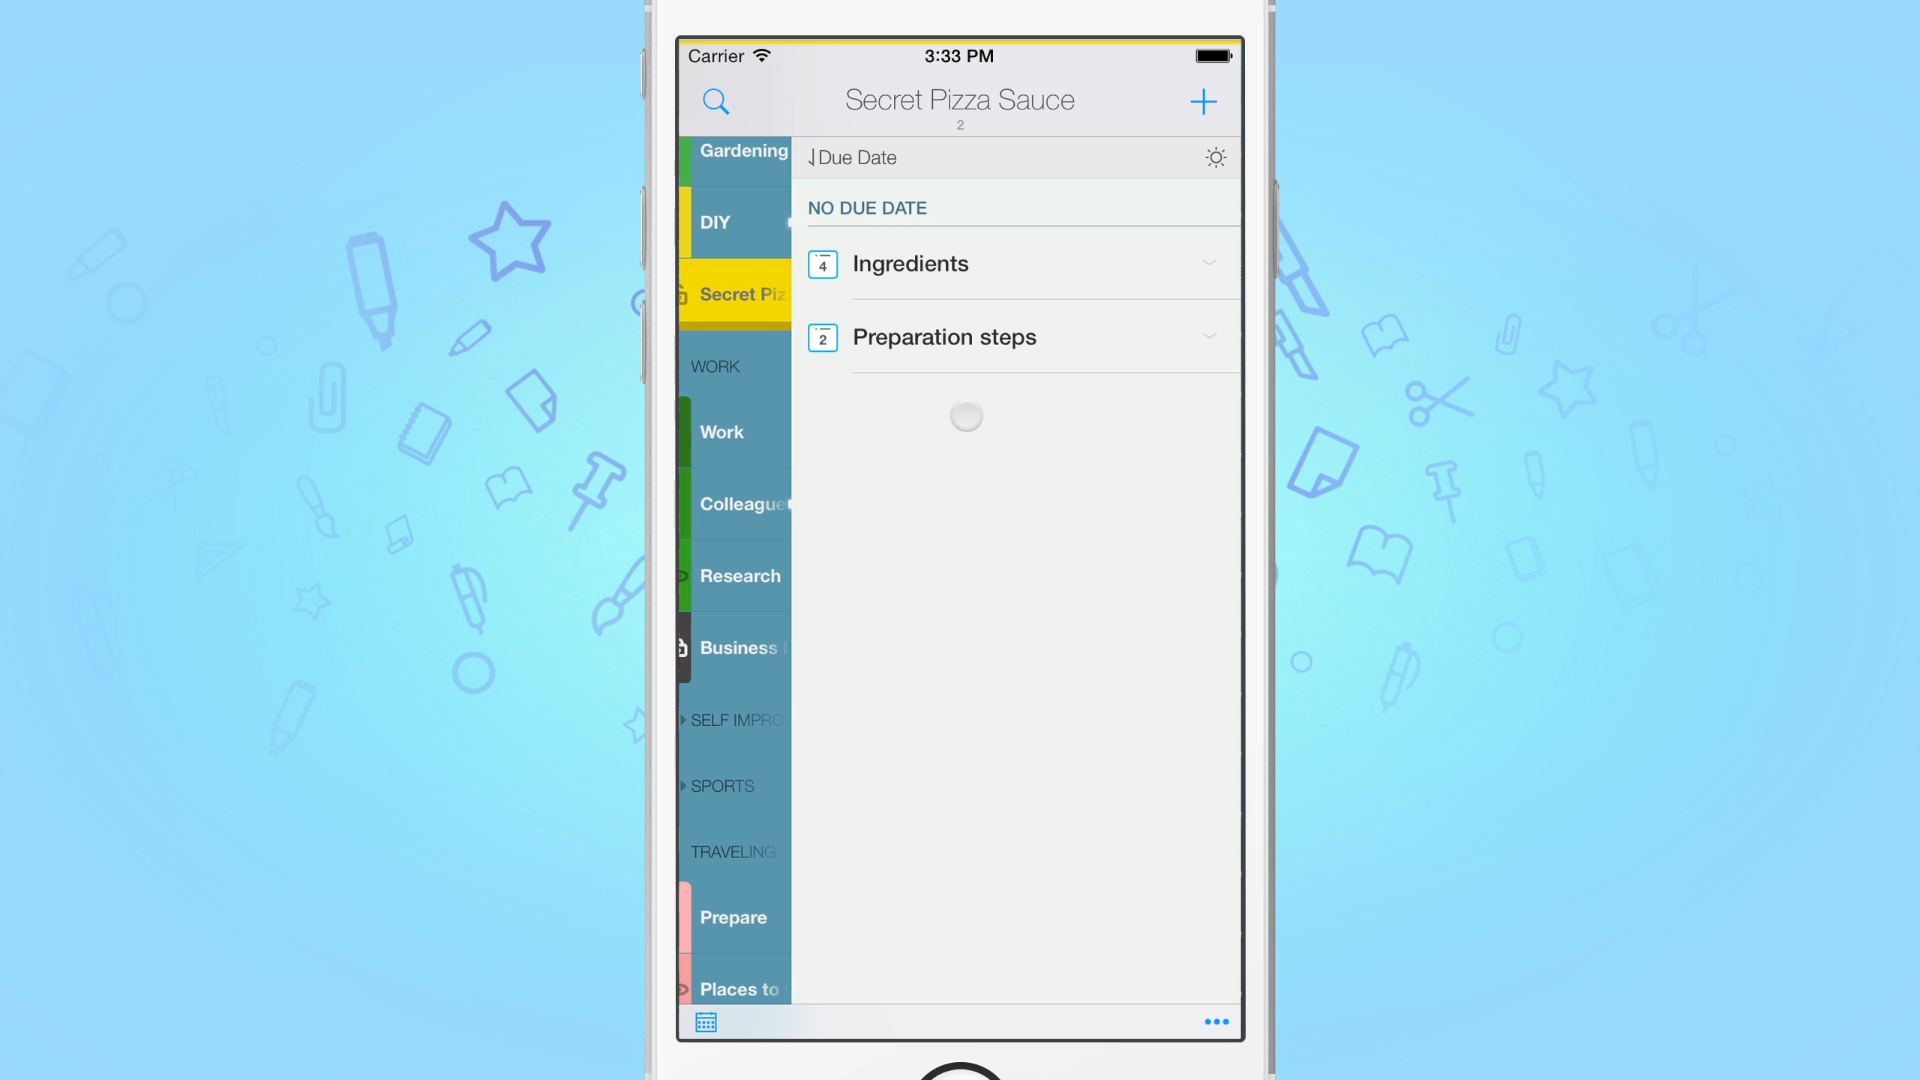 Carrier
3:33 PM
Secret Pizza Sauce
2
Gardening
DIY
Secret Piz
WORK
Work
Colleague
Research
Business
SELF IMPRO
SPORTS
TRAVELING
Prepare
Places to
Due Date
NO DUE DATE
4 Ingredients
2 Preparation steps